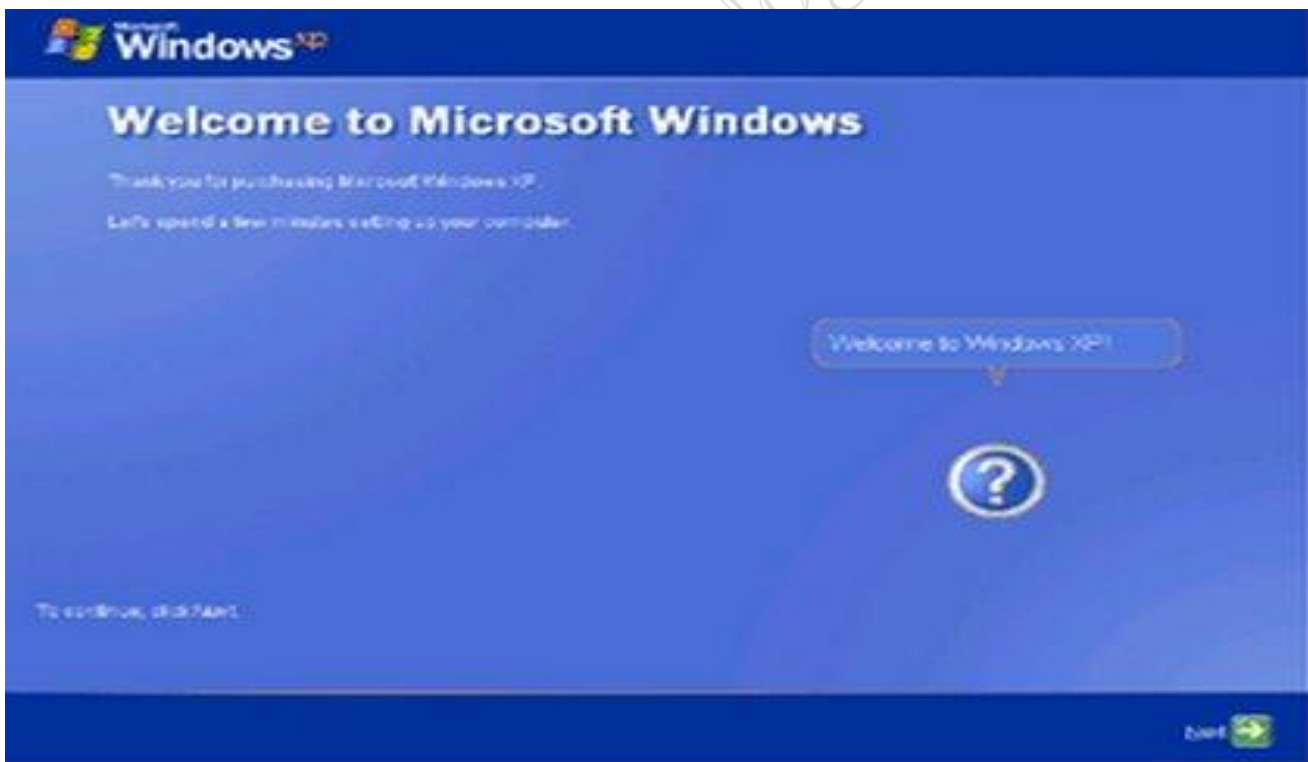 Microsoft
Windows xp
Welcome to Microsoft Windows
Thank you for purchasing Microsoft Windows XP.
Let's spend a few minutes setting up your computer.
Welcome to Windows XP!
To continue, click Next.
Next